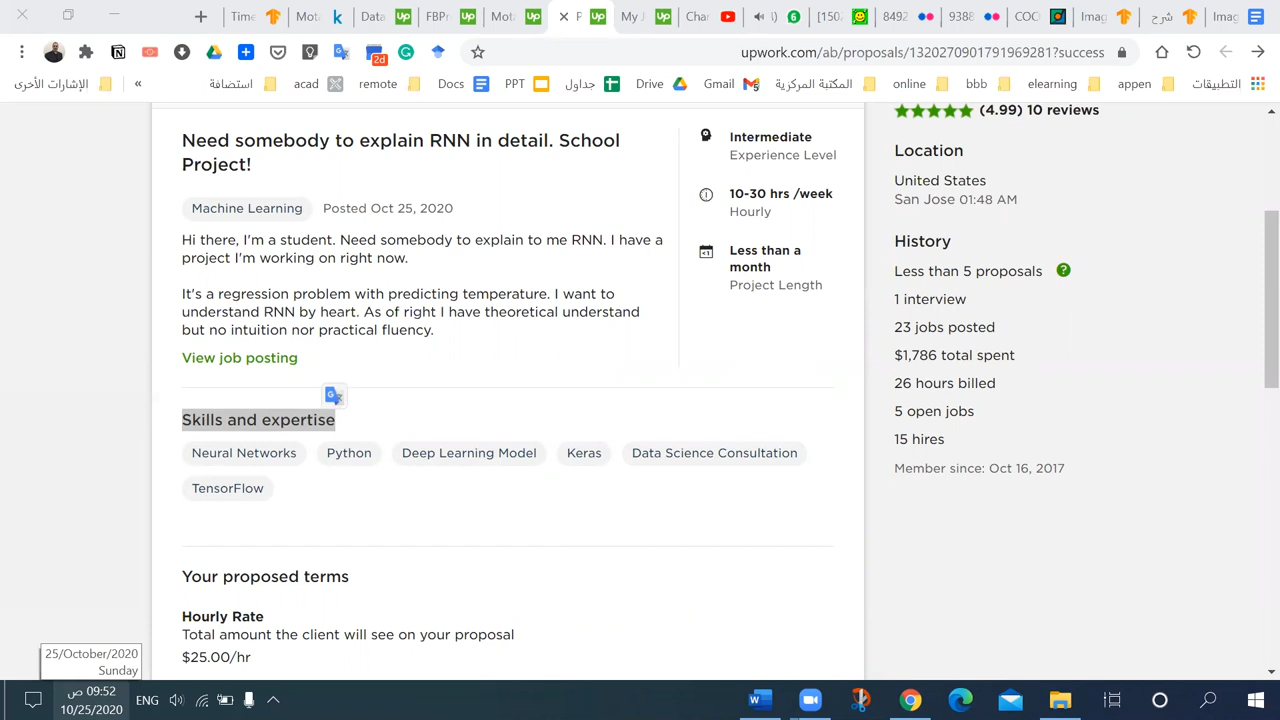 Time
Mot
Data
FBPr
Mot
P
My J
Cha
i)
[150
8492
9388
COC
Imag
شرح
Imag
upwork.com/ab/proposals/1320270901791969281?success
2d
الإشارات الأخرى
«
استضافة
acad
remote
Docs
PPT
جداول
Drive
Gmail
المكتبة المركزية
online
bbb
elearning
appen
التطبيقات
Need somebody to explain RNN in detail. School
Project!
Machine Learning
Posted Oct 25, 2020
Hi there, I'm a student. Need somebody to explain to me RNN. I have a
project I'm working on right now.
It's a regression problem with predicting temperature. I want to
understand RNN by heart. As of right I have theoretical understand
but no intuition nor practical fluency.
View job posting
Intermediate
Experience Level
10-30 hrs /week
Hourly
Less than a
month
Project Length
Skills and expertise
Neural Networks
Python
Deep Learning Model
Keras
Data Science Consultation
TensorFlow
Your proposed terms
Hourly Rate
Total amount the client will see on your proposal
$25.00/hr
(4.99) 10 reviews
Location
United States
San Jose 01:48 AM
History
Less than 5 proposals
1 interview
23 jobs posted
$1,786 total spent
26 hours billed
5 open jobs
15 hires
Member since: Oct 16, 2017
25/October/2020
Sunday
09:52 ص
10/25/2020
ENG